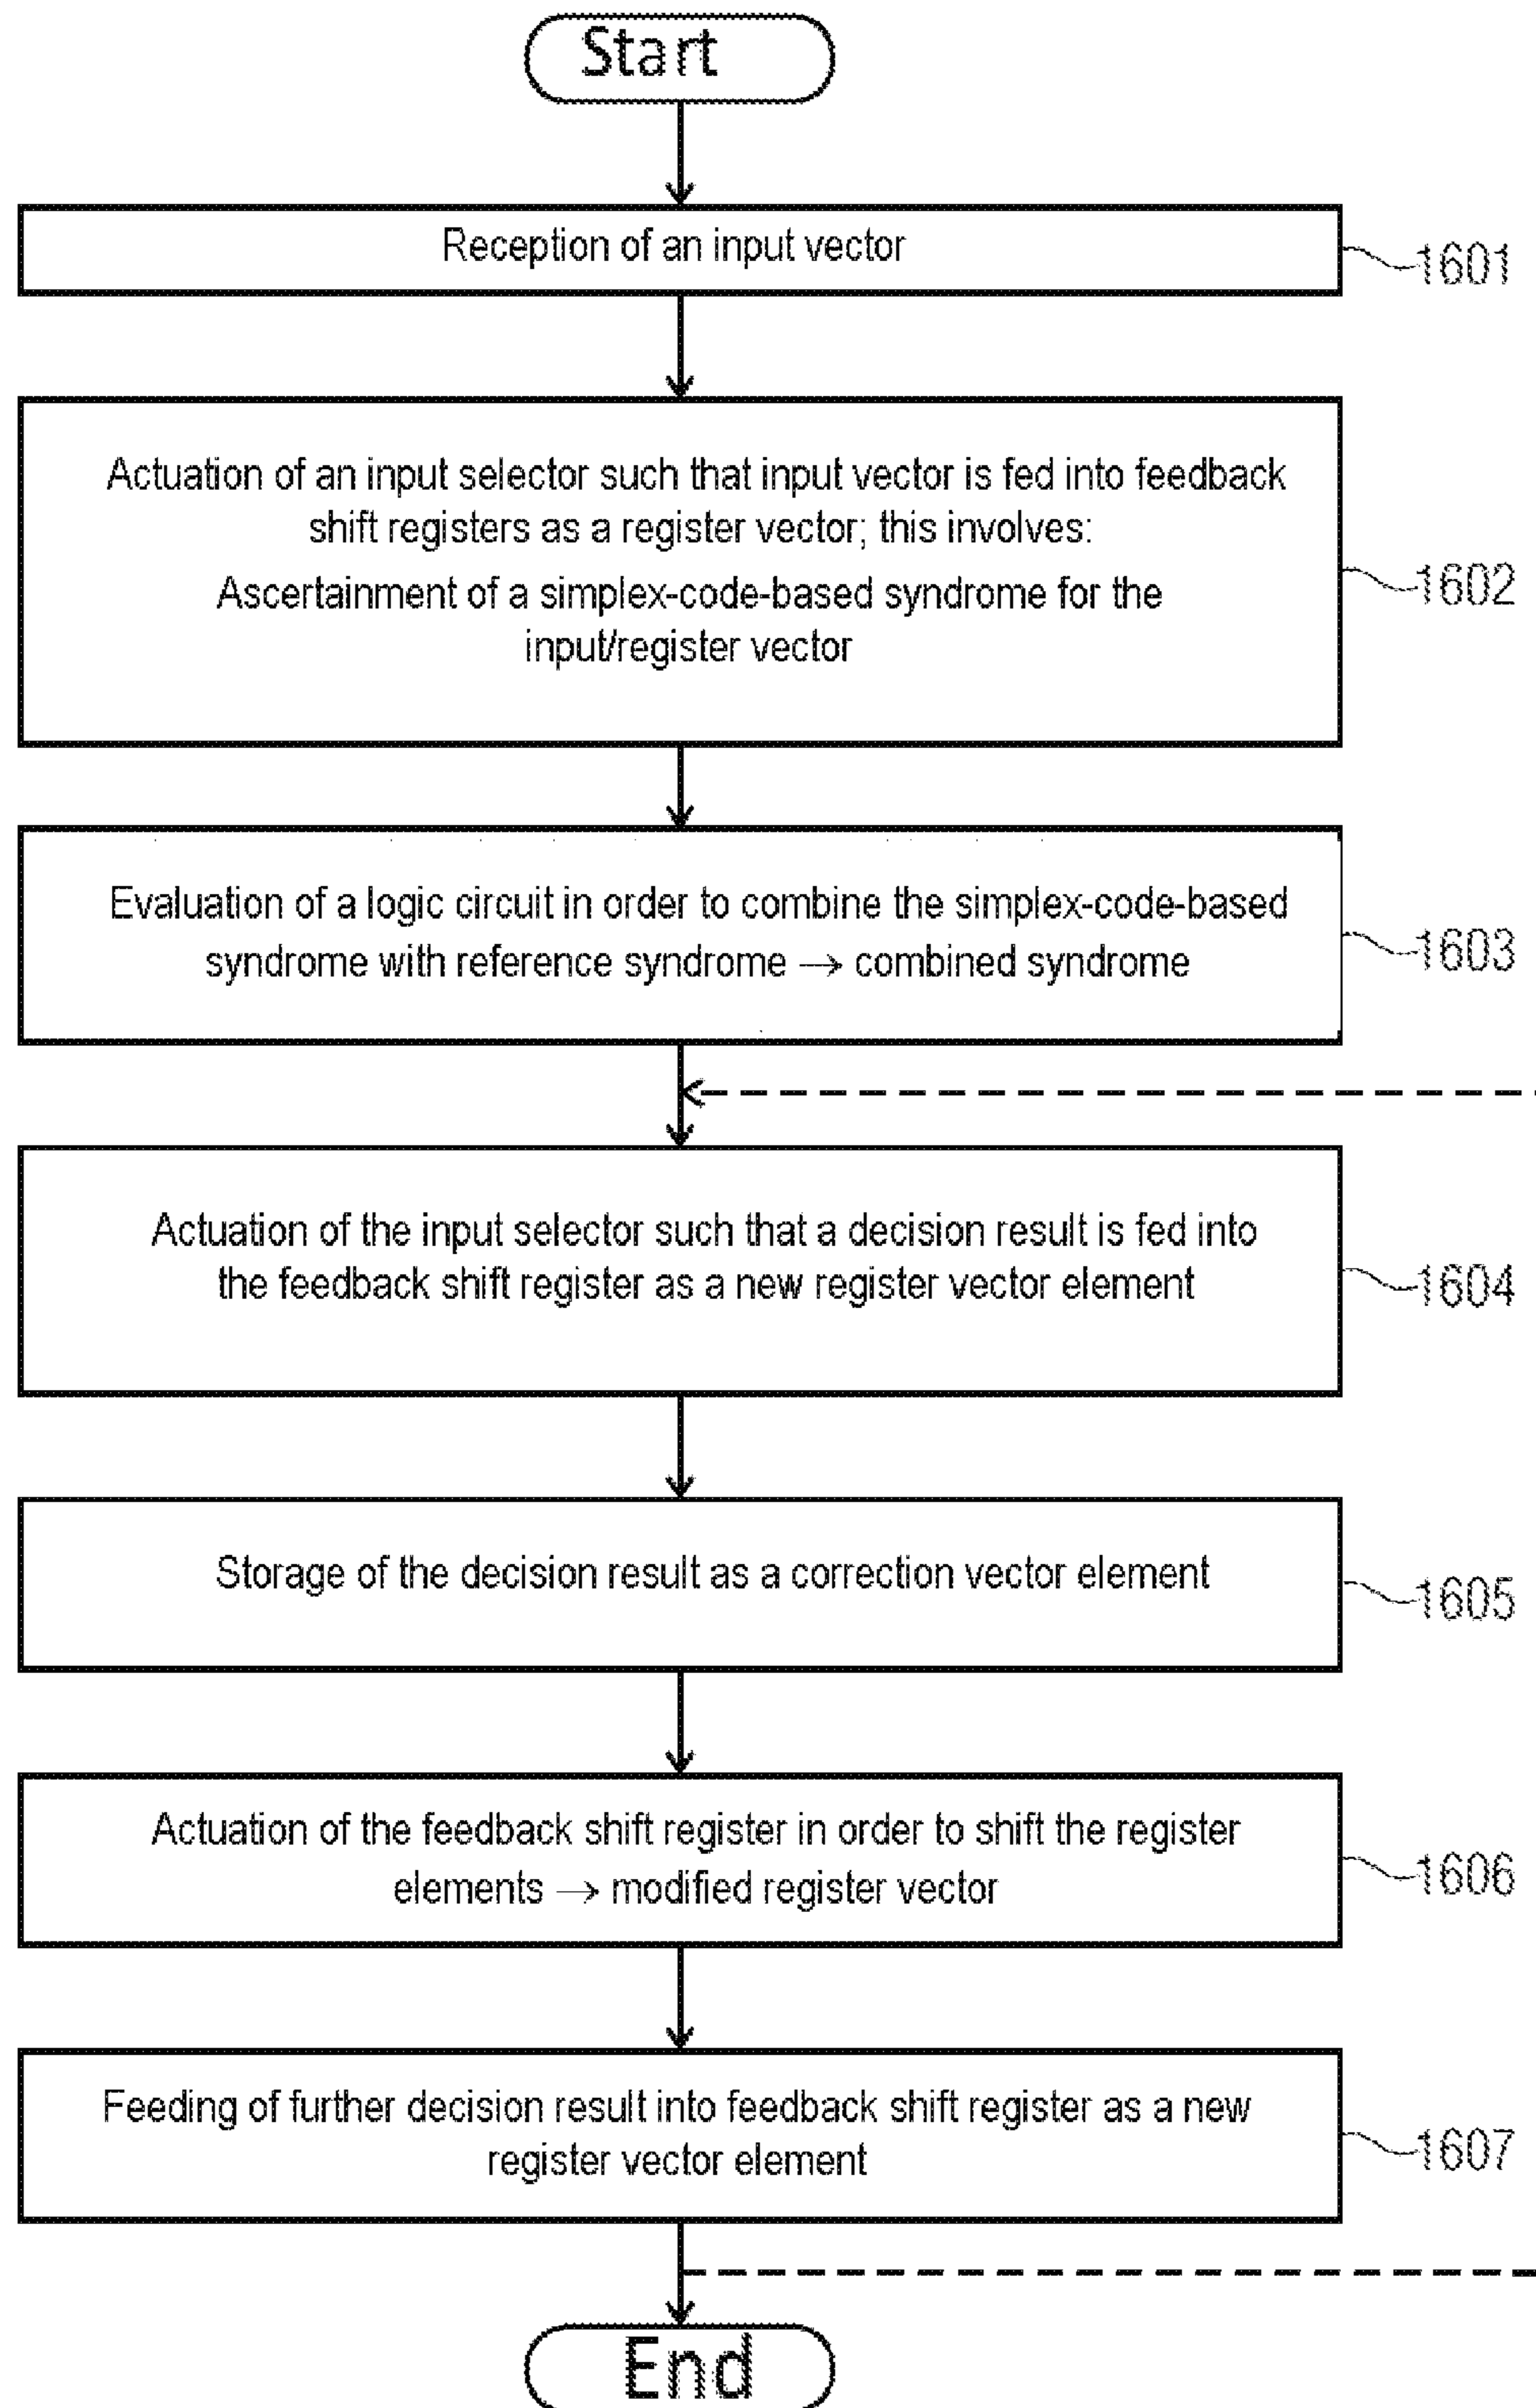 Start
Reception of an input vector
1601
Actuation of an input selector such that input vector is fed into feedback
shift registers as a register vector; this involves:
Ascertainment of a simplex-code-based syndrome for the
input/register vector
1602
Evaluation of a logic circuit in order to combine the simplex-code-based
syndrome with reference syndrome → combined syndrome
1603
Actuation of the input selector such that a decision result is fed into
the feedback shift register as a new register vector element
1604
Storage of the decision result as a correction vector element
1605
Actuation of the feedback shift register in order to shift the register
elements → modified register vector
1606
Feeding of further decision result into feedback shift register as a new
register vector element
1607
End